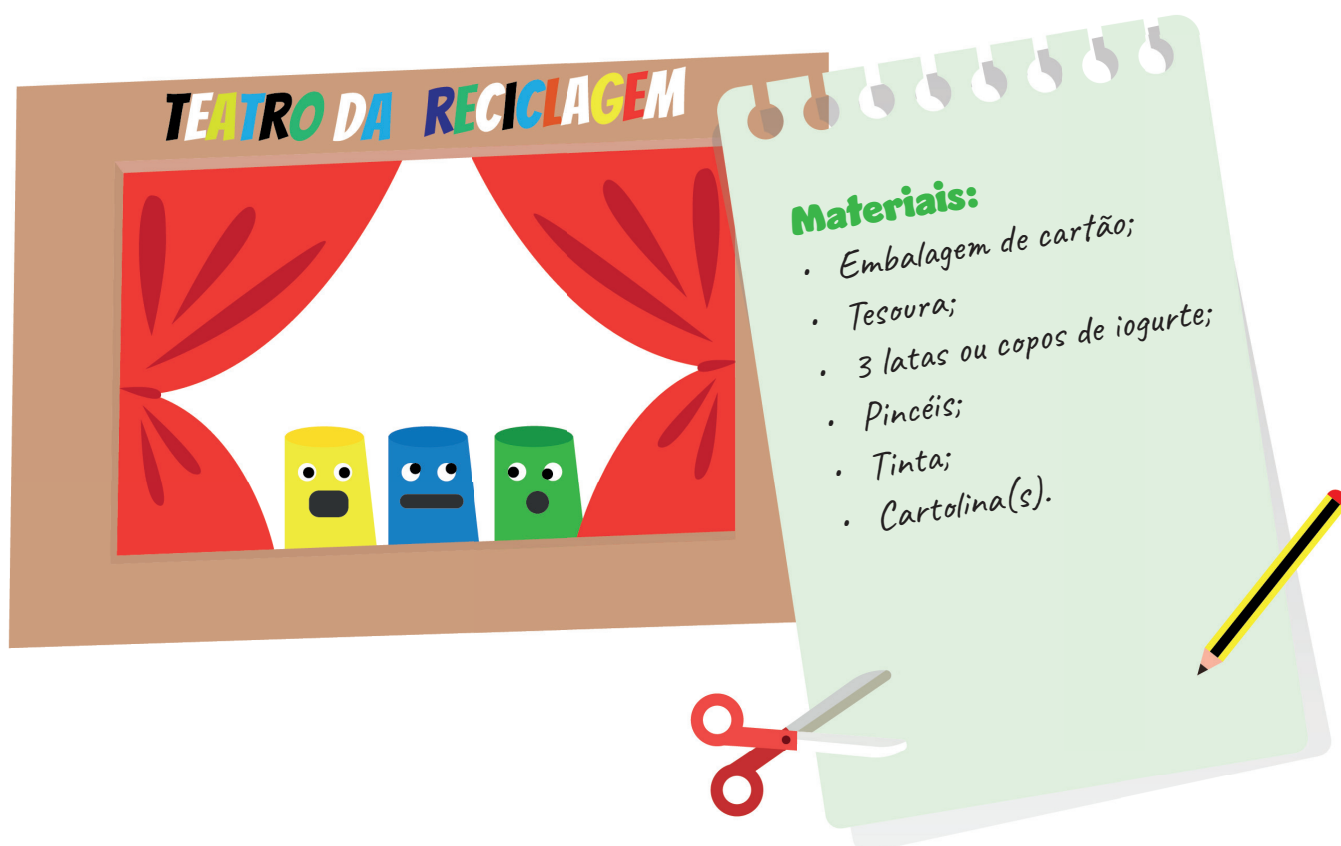 TEATRO DA RECICLAGEM
Materiais:
• Embalagem de cartão;
• Tesoura;
• 3 latas ou copos de iogurte;
• Pincéis;
• Tinta;
• Cartolina(s).